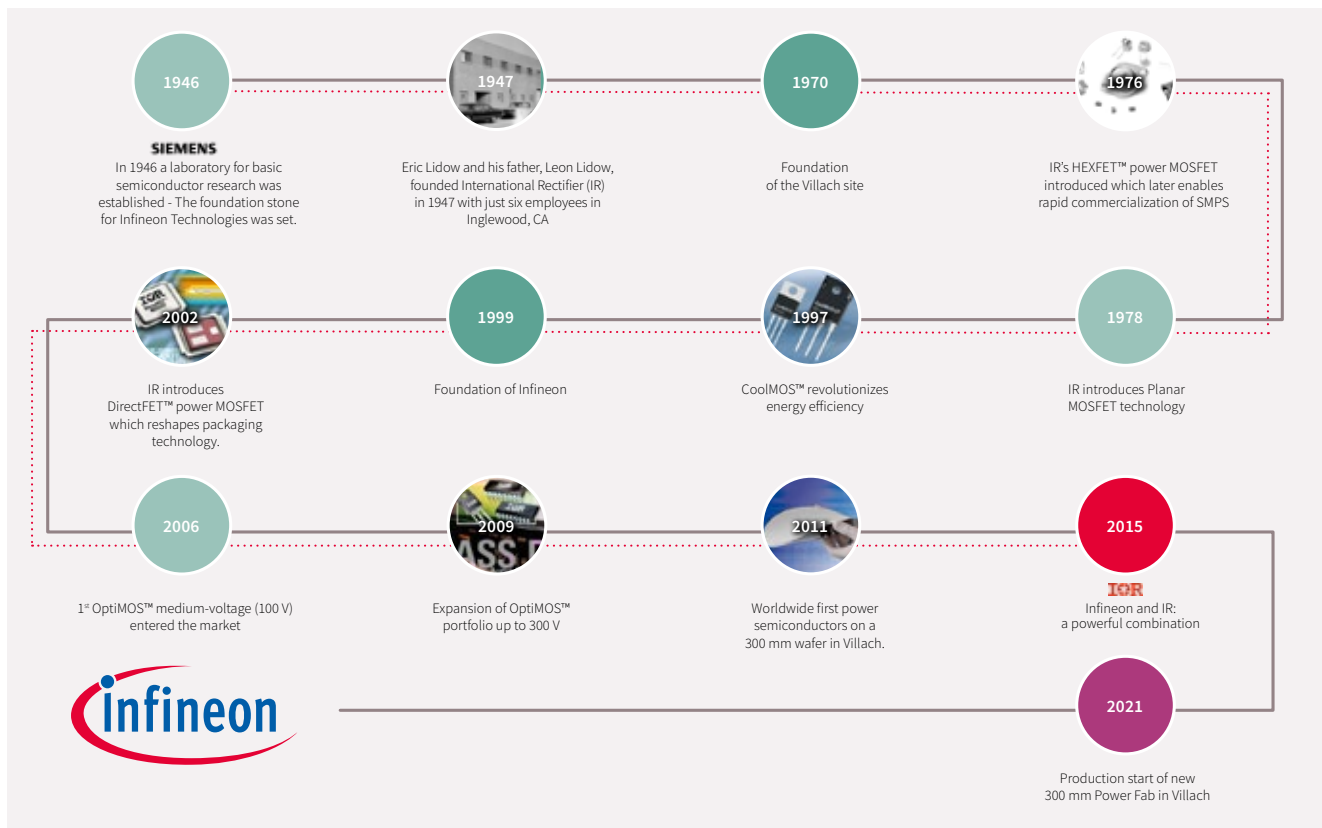 1946
1947
1970
1976
SIEMENS
In 1946 a laboratory for basic
semiconductor research was
established - The foundation stone
for Infineon Technologies was set.
Eric Lidow and his father, Leon Lidow,
founded International Rectifier (IR)
in 1947 with just six employees in
Inglewood, CA
Foundation
of the Villach site
IR's HEXFET™ power MOSFET
introduced which later enables
rapid commercialization of SMPS
IOR
2002
1999
1997
1978
IR introduces
DirectFET™ power MOSFET
which reshapes packaging
technology.
Foundation of Infineon
CoolMOS™ revolutionizes
energy efficiency
IR introduces Planar
MOSFET technology
2006
2009
ASS
2011
2015
1st OptiMOS™ medium-voltage (100 V)
entered the market
Expansion of OptiMOS™
portfolio up to 300 V
Worldwide first power
semiconductors on a
300 mm wafer in Villach.
IOR
Infineon and IR:
a powerful combination
infineon
2021
Production start of new
300 mm Power Fab in Villach